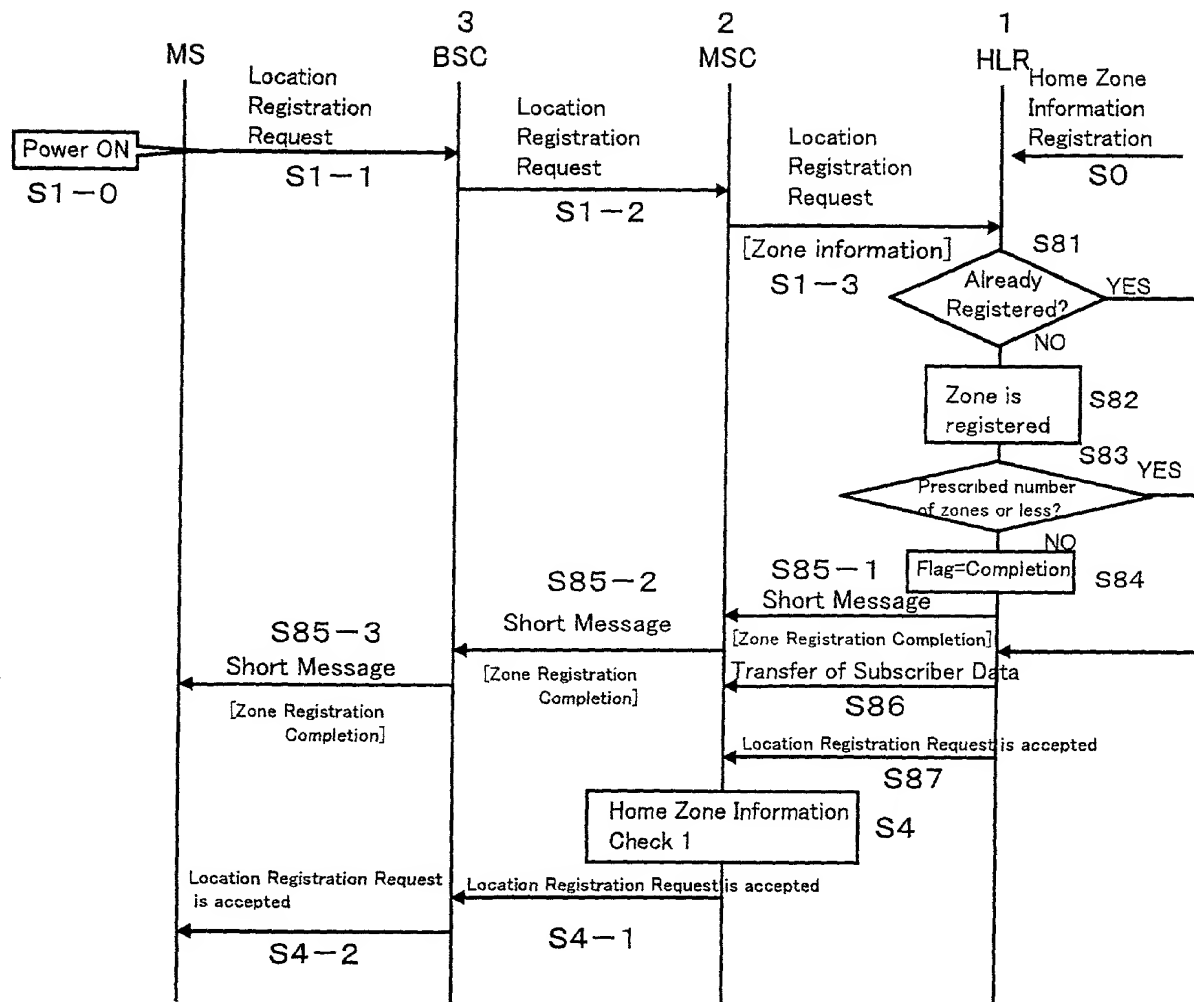 3
2
1
MS
BSC
MSC
HLR
Location
Registration
Request
Location
Registration
Request
Location
Registration
Request
Home Zone
Information
Registration
Power ON
S1-0
S1-1
S1-2
[Zone information]
S1-3
S0
S81
Already
Registered?
YES
NO
Zone is
registered
S82
S83
YES
Prescribed number
of zones or less?
NO
Flag=Completion
S84
S85-1
Short Message
[Zone Registration Completion]
S85-2
Short Message
[Zone Registration
Completion]
S85-3
Short Message
[Zone Registration
Completion]
Transfer of Subscriber Data
S86
Location Registration Request is accepted
S87
Home Zone Information
Check 1
S4
Location Registration Request
is accepted
Location Registration Request is accepted
S4-1
S4-2